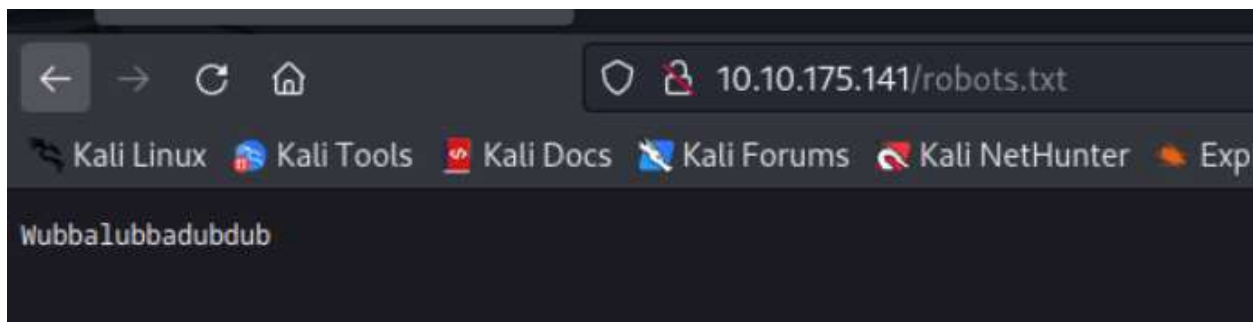 10.10.175.141/robots.txt
Kali Linux Kali Tools Kali Docs Kali Forums Kali NetHunter Exp
Wubbalubbadubdub